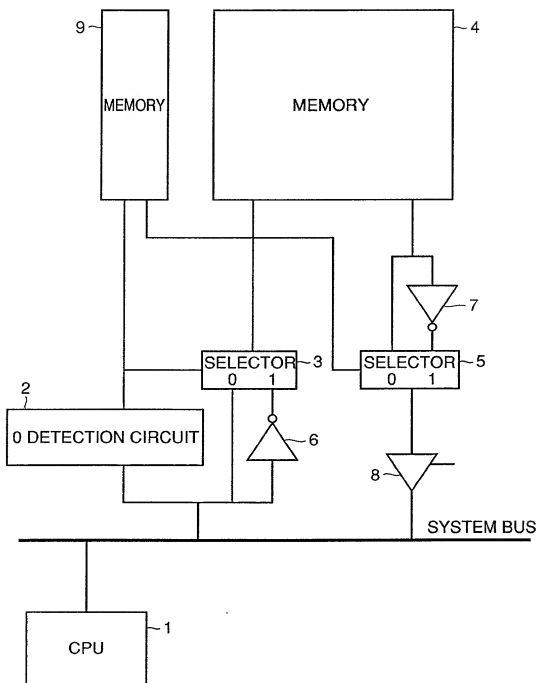 9
4
MEMORY
MEMORY
7
SELECTOR 3
0 1
SELECTOR 5
0 1
2
0 DETECTION CIRCUIT
6
8
SYSTEM BUS
1
CPU